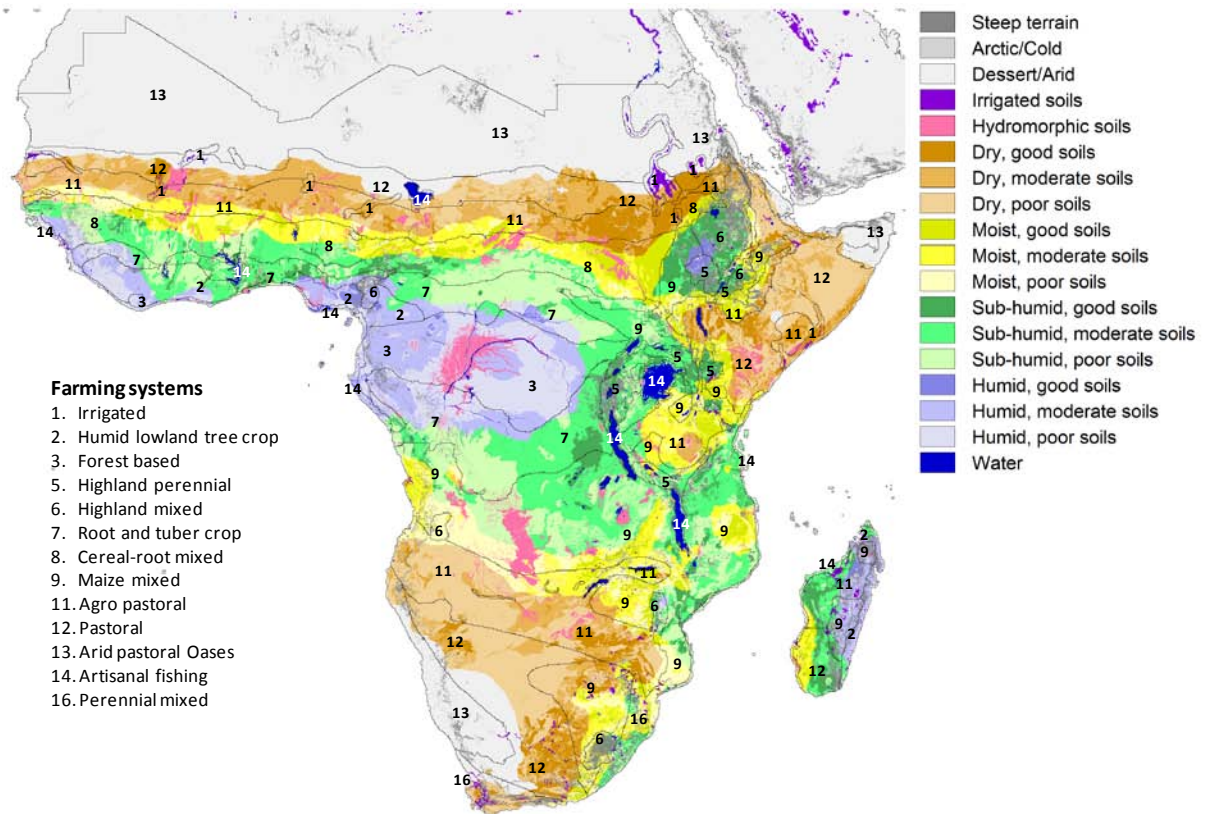 Steep terrain
Arctic/Cold
Dessert/Arid
Irrigated soils
Hydromorphic soils
Dry, good soils
Dry, moderate soils
Dry, poor soils
Moist, good soils
Moist, moderate soils
Moist, poor soils
Sub-humid, good soils
Sub-humid, moderate soils
Sub-humid, poor soils
Humid, good soils
Humid, moderate soils
Humid, poor soils
Water
Farming systems
1. Irrigated
2. Humid lowland tree crop
3. Forest based
5. Highland perennial
6. Highland mixed
7. Root and tuber crop
8. Cereal-root mixed
9. Maize mixed
11. Agro pastoral
12. Pastoral
13. Arid pastoral Oases
14. Artisanal fishing
16. Perennial mixed
13
13
13
1
12
12
14
1
11
1
1
1
11
12
1
11
8
1
11
11
8
8
6
9
5
6
5
9
13
12
14
7
2
3
14
7
2
6
14
7
2
7
3
3
14
7
9
11
11
1
12
5
5
9
14
5
9
11
9
14
14
5
7
9
6
14
9
9
11
11
9
6
11
12
9
9
16
13
6
12
16
2
9
14
11
9
2
12